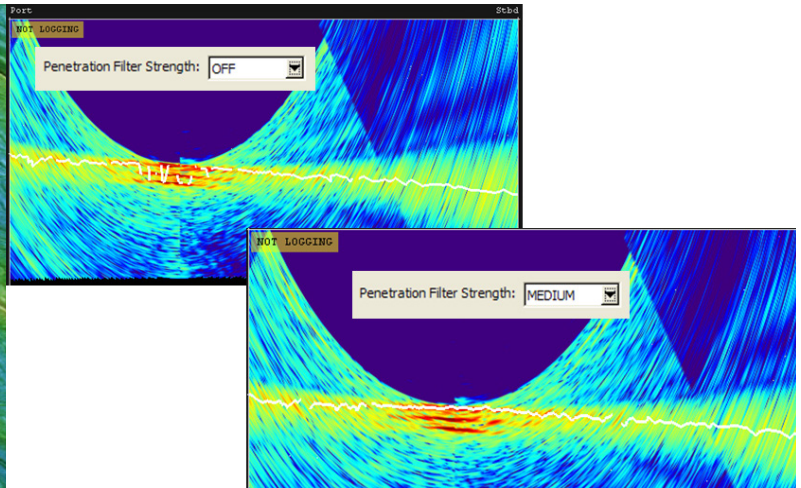 Port Stbd
NOT LOGGING
Penetration Filter Strength: OFF
NOT LOGGING
Penetration Filter Strength: MEDIUM